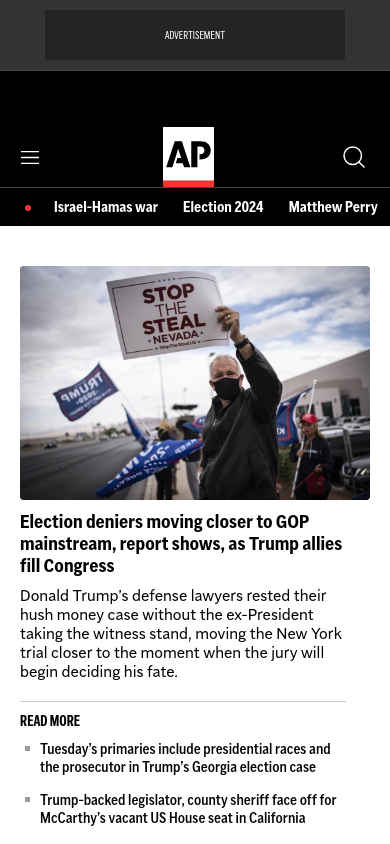 ADVERTISEMENT
AP
Israel-Hamas war Election 2024 Matthew Perry
STOP
THE
STEAL
NEVADA
TRUMP
2020
Election deniers moving closer to GOP
mainstream, report shows, as Trump allies
fill Congress
Donald Trump’s defense lawyers rested their
hush money case without the ex-President
taking the witness stand, moving the New York
trial closer to the moment when the jury will
begin deciding his fate.
READ MORE
Tuesday’s primaries include presidential races and
the prosecutor in Trump’s Georgia election case
Trump-backed legislator, county sheriff face off for
McCarthy’s vacant US House seat in California